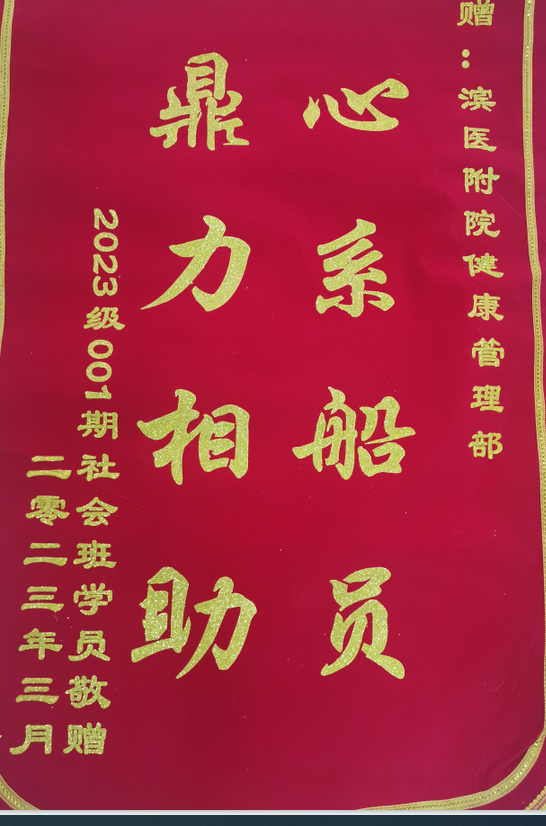 赠：滨医附院健康管理部
心系船员
鼎力相助
2023级001期社会班学员敬赠
二零二三年三月